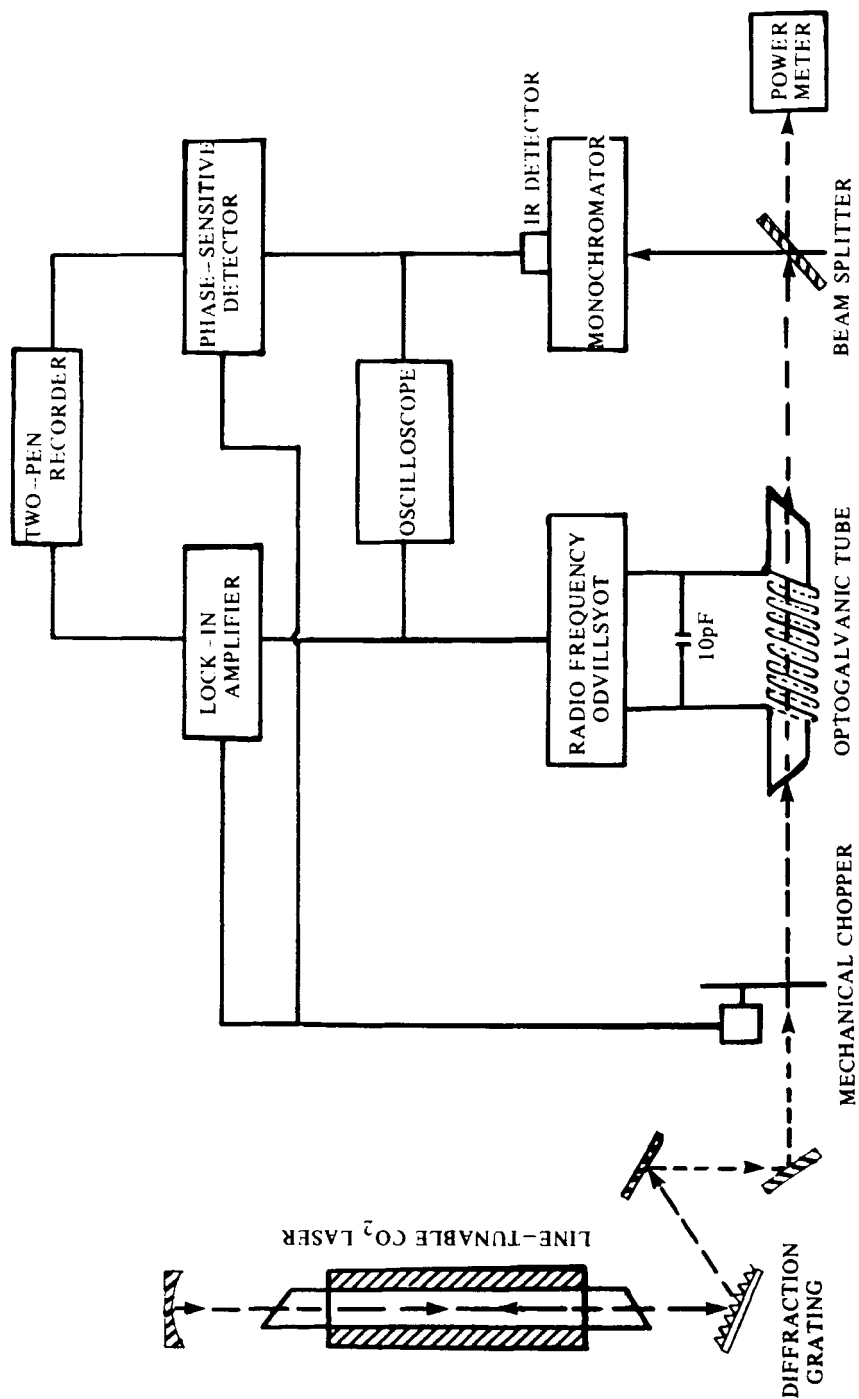 TWO-PEN
RECORDER
LOCK-IN
AMPLIFIER
PHASE-SENSITIVE
DETECTOR
OSCILLOSCOPE
RADIO FREQUENCY
ODVILLSYOT
10pF
IR DETECTOR
MONOCHROMATOR
POWER
METER
LINE-TUNABLE CO₂ LASER
DIFFRACTION
GRATING
MECHANICAL CHOPPER
OPTOGALVANIC TUBE
BEAM SPLITTER